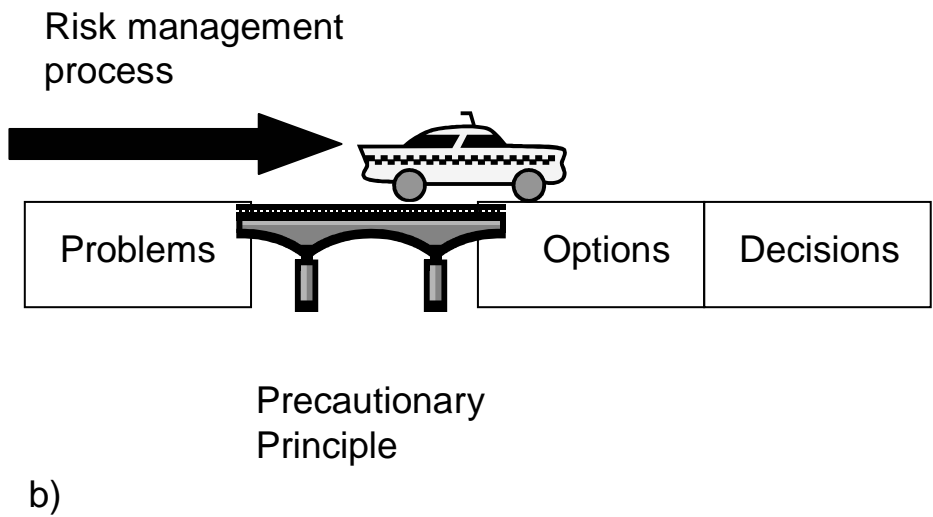 Risk management
process
Problems
Options
Decisions
Precautionary
Principle
b)